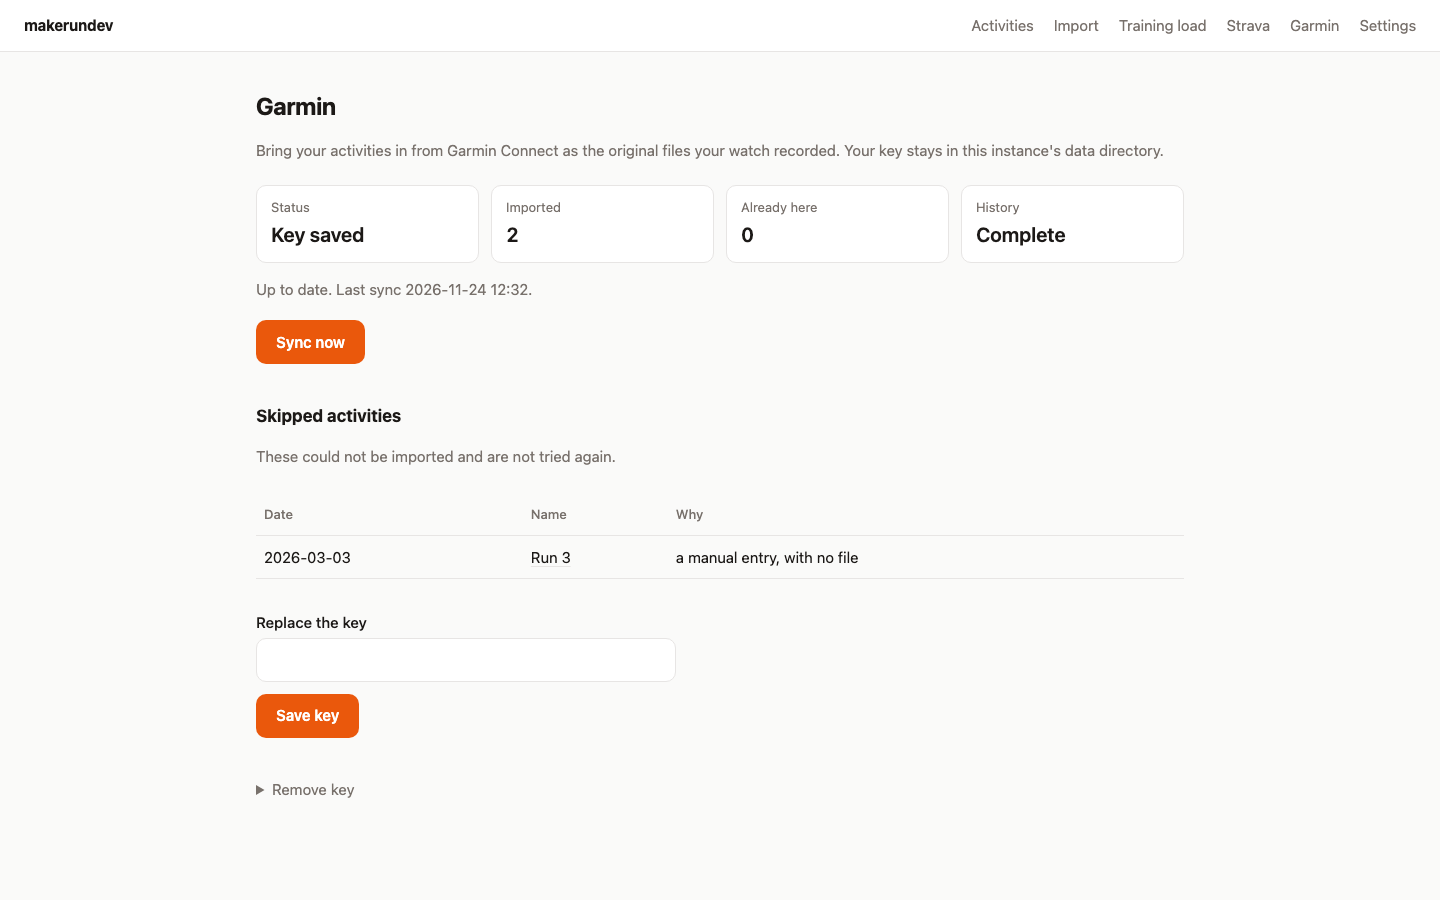 makerundev
Activities Import Training load Strava Garmin Settings
Garmin
Bring your activities in from Garmin Connect as the original files your watch recorded. Your key stays in this instance's data directory.
Status
Key saved
Imported
2
Already here
0
History
Complete
Up to date. Last sync 2026-11-24 12:32.
Sync now
Skipped activities
These could not be imported and are not tried again.
Date Name Why
2026-03-03 Run 3 a manual entry, with no file
Replace the key
Save key
Remove key